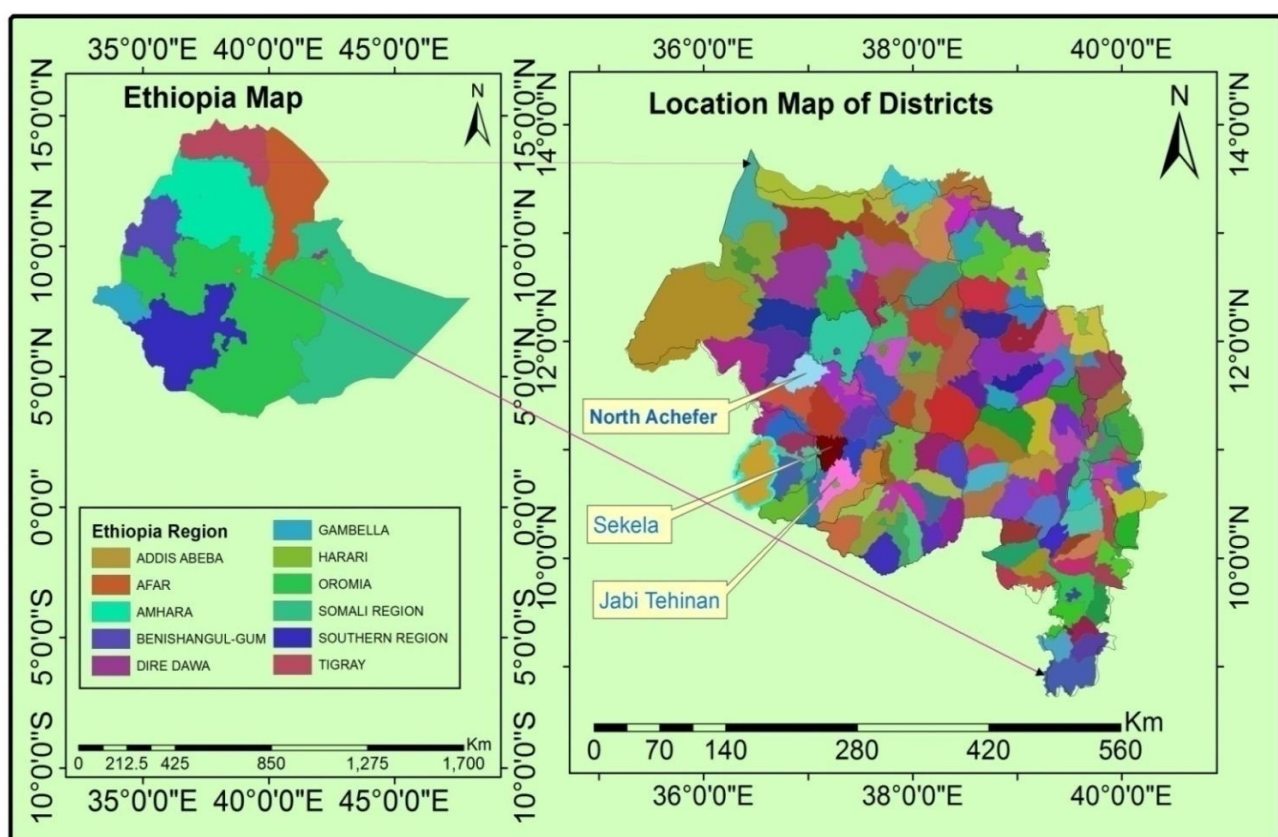 35°0'0"E 40°0'0"E 45°0'0"E
Ethiopia Map
N
15°0'0"N
10°0'0"N
5°0'0"N
0°0'0"
5°0'0"S
10°0'0"S
15°0'0"N
10°0'0"N
5°0'0"N
0°0'0"
5°0'0"S
10°0'0"S
Ethiopia Region
ADDIS ABEBA
AFAR
AMHARA
BENISHANGUL-GUM
DIRE DAWA
GAMBELLA
HARARI
OROMIA
SOMALI REGION
SOUTHERN REGION
TIGRAY
Km
0 212.5 425 850 1,275 1,700
35°0'0"E 40°0'0"E 45°0'0"E
36°0'0"E 38°0'0"E 40°0'0"E
Location Map of Districts
N
14°0'0"N
12°0'0"N
10°0'0"N
14°0'0"N
12°0'0"N
10°0'0"N
North Achefer
Sekela
Jabi Tehinan
Km
0 70 140 280 420 560
36°0'0"E 38°0'0"E 40°0'0"E